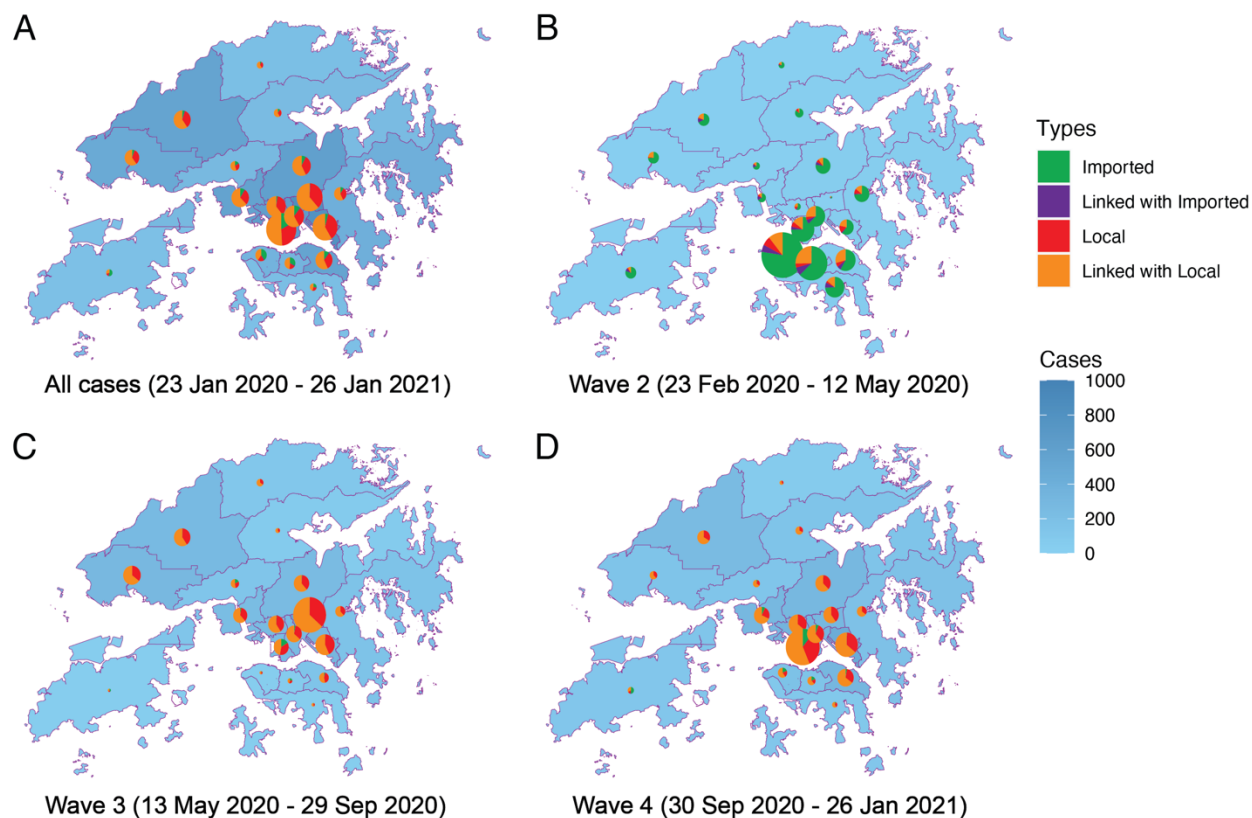 A
B
All cases (23 Jan 2020 - 26 Jan 2021)
Wave 2 (23 Feb 2020 - 12 May 2020)
C
D
Wave 3 (13 May 2020 - 29 Sep 2020)
Wave 4 (30 Sep 2020 - 26 Jan 2021)
Types
Imported
Linked with Imported
Local
Linked with Local
Cases
1000
800
600
400
200
0